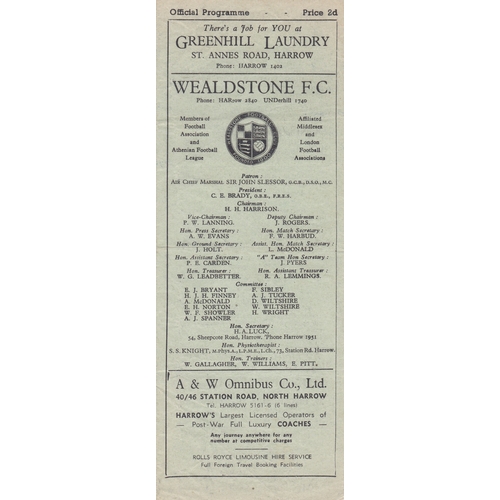 Official Programme - - Price 2d
There's a Job for YOU at
GREENHILL LAUNDRY
ST. ANNES ROAD, HARROW
Phone: HARROW 1402
WEALDSTONE F.C.
Phone: HARrow 2840 UNDerhill 1740
Members of
Football
Association
and
Athenian Football
League
Affiliated
Middlesex
and
London
Football
Associations
Patron:
AIR CHIEF MARSHAL SIR JOHN SLESSOR, G.C.B., D.S.O., M.C.
President:
C. E. BRADY, O.B.E., F.R.E.S.
Chairman:
H. H. HARRISON.
Vice-Chairman: Deputy Chairman:
P. W. LANNING. J. ROGERS.
Hon. Press Secretary: Hon. Match Secretary:
A. W. EVANS F. W. HARBUD.
Hon. Ground Secretary: Assist. Hon. Match Secretary:
J. HOLT. L. McDONALD
Hon. Assistant Secretary: "A" Team Hon. Secretary:
P. E. CARDEN. J. PYERS
Hon. Treasurer: Hon. Assistant Treasurer:
W. G. LEADBETTER. R. A. LEMMINGS.
Committee:
E. J. BRYANT F. SIBLEY
H. J. H. FINNEY A. J. TUCKER
A. McDONALD D. WILTSHIRE
E. H. NORTON W. WILTSHIRE
W. F. SHOWLER H. WRIGHT
A. J. SPANNER
Hon. Secretary:
H. A. LUCK,
54, Sheepcote Road, Harrow, 'Phone Harrow 1951
Hon. Physiotherapist:
S. S. KNIGHT, M.Phys.A., L.P.M.E., L.Ch., 73, Station Rd. Harrow.
Hon. Trainers:
W. GALLAGHER, W. WILLIAMS, E. PITT,
A & W Omnibus Co., Ltd.
40/46 STATION ROAD, NORTH HARROW
Tel. HARROW 5161-6 (6 lines)
HARROW'S Largest Licensed Operators of
- Post-War Full Luxury COACHES -
Any journey anywhere for any
number at competitive charges
ROLLS ROYCE LIMOUSINE HIRE SERVICE
Full Foreign Travel Booking Facilities